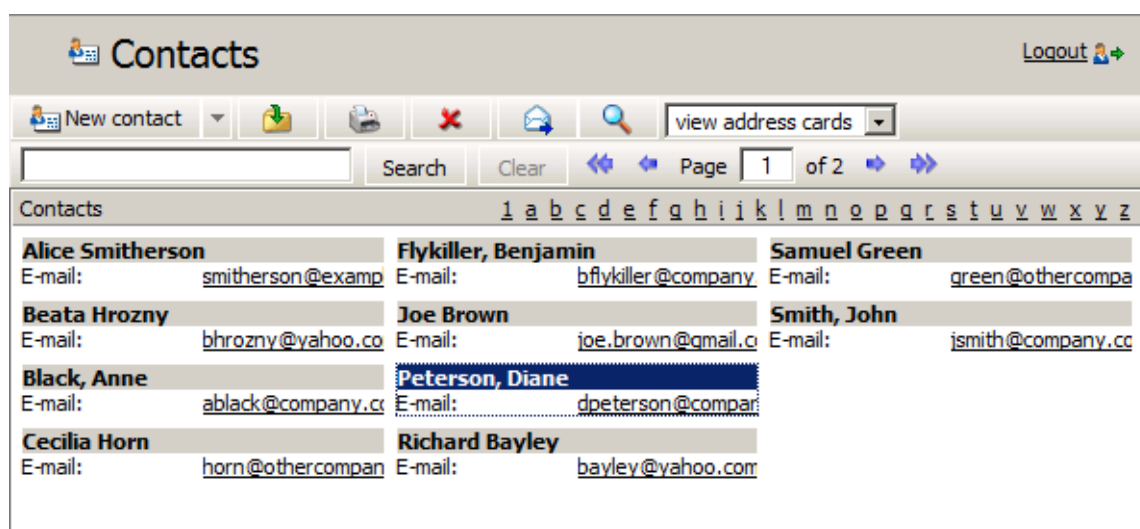 Contacts
Logout
New contact
view address cards
Search Clear Page 1 of 2
Contacts 1 a b c d e f g h i j k l m n o p q r s t u v w x y z
Alice Smitherson Flykiller, Benjamin Samuel Green
E-mail: smitherson@exampl E-mail: bflykiller@company. E-mail: green@othercompa
Beata Hrozny Joe Brown Smith, John
E-mail: bhrozny@yahoo.co E-mail: joe.brown@gmail.co E-mail: jsmith@company.co
Black, Anne Peterson, Diane
E-mail: ablack@company.co E-mail: dpeterson@compar
Cecilia Horn Richard Bayley
E-mail: horn@othercompan E-mail: bayley@yahoo.com